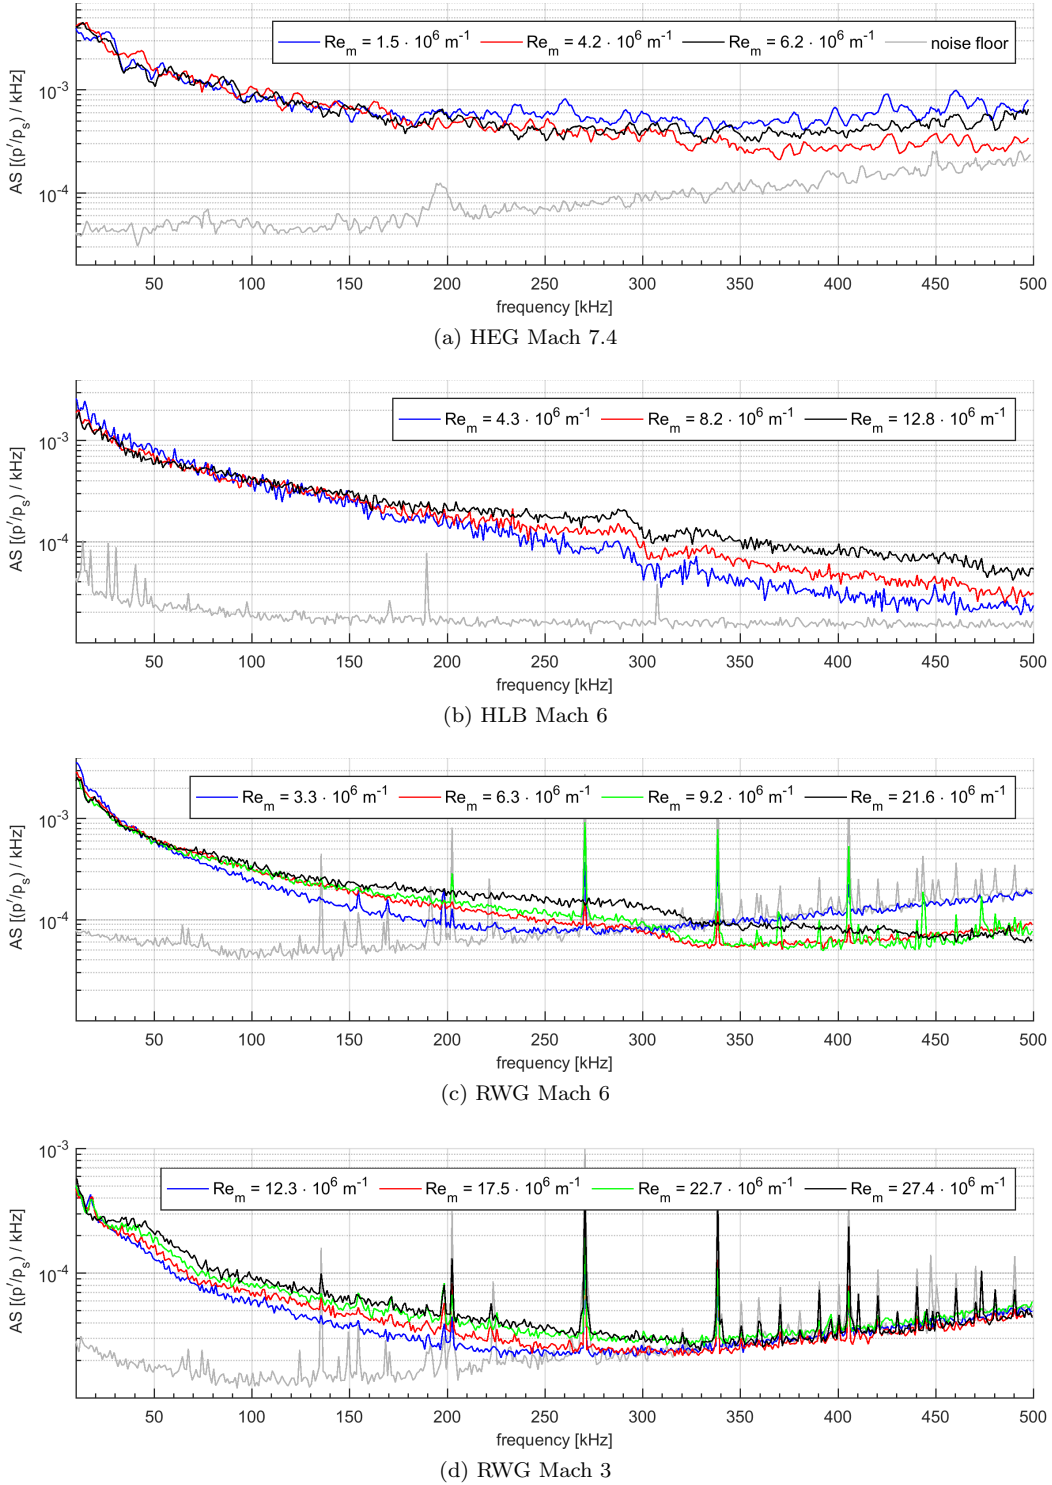 Re_m = 1.5 · 10^6 m^-1 Re_m = 4.2 · 10^6 m^-1 Re_m = 6.2 · 10^6 m^-1 noise floor
AS [(p'/p_s) / kHz]
10^-3
10^-4
50 100 150 200 250 300 350 400 450 500
frequency [kHz]
(a) HEG Mach 7.4
Re_m = 4.3 · 10^6 m^-1 Re_m = 8.2 · 10^6 m^-1 Re_m = 12.8 · 10^6 m^-1
AS [(p'/p_s) / kHz]
10^-3
10^-4
50 100 150 200 250 300 350 400 450 500
frequency [kHz]
(b) HLB Mach 6
Re_m = 3.3 · 10^6 m^-1 Re_m = 6.3 · 10^6 m^-1 Re_m = 9.2 · 10^6 m^-1 Re_m = 21.6 · 10^6 m^-1
AS [(p'/p_s) / kHz]
10^-3
10^-4
50 100 150 200 250 300 350 400 450 500
frequency [kHz]
(c) RWG Mach 6
10^-3
Re_m = 12.3 · 10^6 m^-1 Re_m = 17.5 · 10^6 m^-1 Re_m = 22.7 · 10^6 m^-1 Re_m = 27.4 · 10^6 m^-1
AS [(p'/p_s) / kHz]
10^-4
50 100 150 200 250 300 350 400 450 500
frequency [kHz]
(d) RWG Mach 3